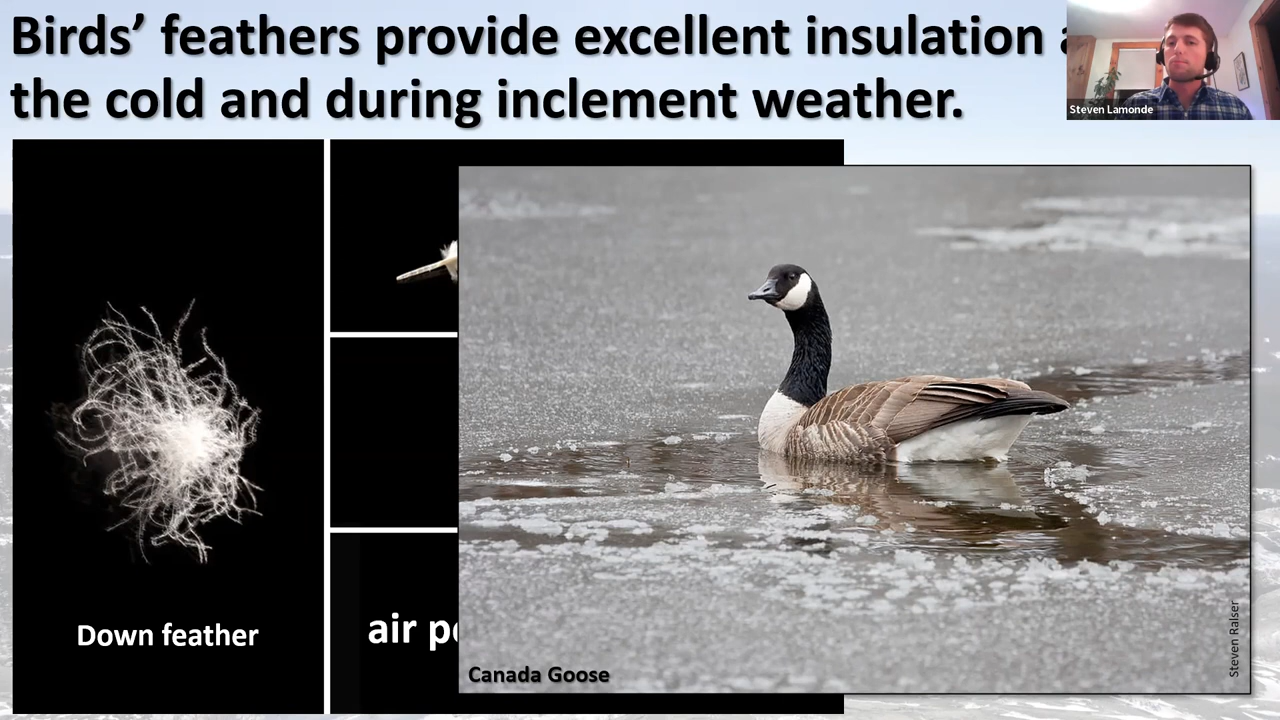 Birds’ feathers provide excellent insulation
the cold and during inclement weather.
Steven Lamonde
Down feather
air
Canada Goose
Steven Ralser